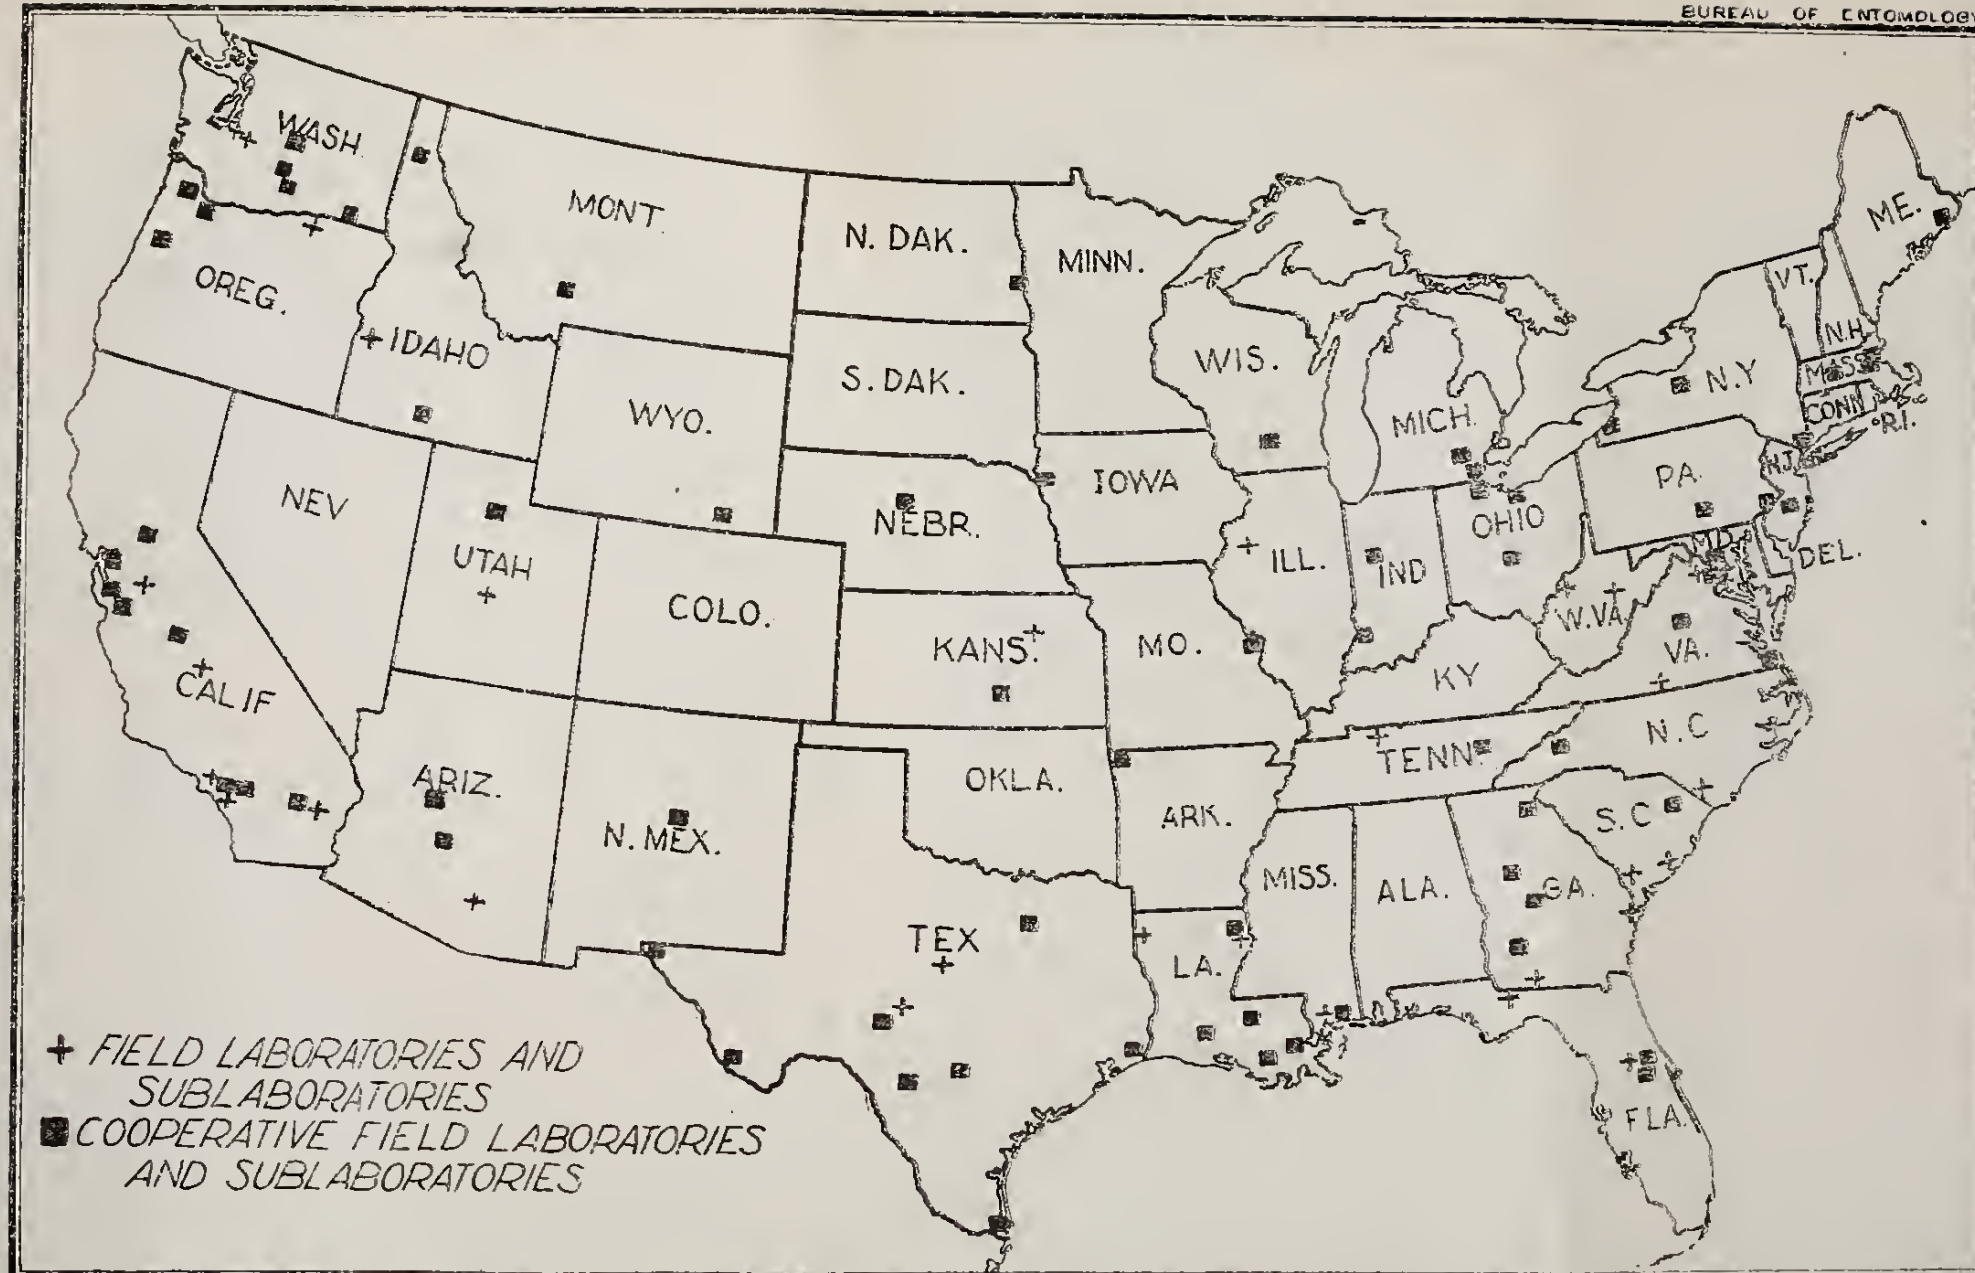 BUREAU OF ENTOMOLOGY
WASH.
MONT.
N. DAK.
MINN.
ME.
OREG.
IDAHO
VT.
N.H.
WIS.
S. DAK.
WYO.
MICH.
N.Y
MASS
CONN
R.I.
NEV
IOWA
NEBR.
PA.
N.J.
OHIO
UTAH
ILL.
IND
MD.
DEL.
COLO.
KANS.
MO.
W.VA.
VA.
KY
CALIF
N.C
TENN.
ARIZ.
OKLA.
N. MEX.
ARK.
S.C
MISS.
ALA.
GA.
TEX
LA.
FLA.
+ FIELD LABORATORIES AND
SUBLABORATORIES
■ COOPERATIVE FIELD LABORATORIES
AND SUBLABORATORIES